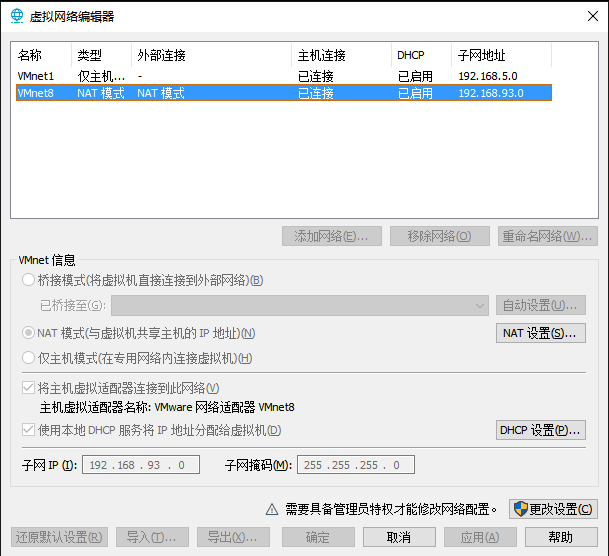 虚拟网络编辑器
名称 类型 外部连接 主机连接 DHCP 子网地址
VMnet1 仅主机... - 已连接 已启用 192.168.5.0
VMnet8 NAT 模式 NAT 模式 已连接 已启用 192.168.93.0
添加网络(E)... 移除网络(O) 重命名网络(W)...
VMnet 信息
桥接模式(将虚拟机直接连接到外部网络)(B)
已桥接至(G): 自动设置(U)...
NAT 模式(与虚拟机共享主机的 IP 地址)(N) NAT 设置(S)...
仅主机模式(在专用网络内连接虚拟机)(H)
将主机虚拟适配器连接到此网络(V)
主机虚拟适配器名称: VMware 网络适配器 VMnet8
使用本地 DHCP 服务将 IP 地址分配给虚拟机(D) DHCP 设置(P)...
子网 IP (I): 192 . 168 . 93 . 0 子网掩码(M): 255 . 255 . 255 . 0
需要具备管理员特权才能修改网络配置。 更改设置(C)
还原默认设置(R) 导入(T)... 导出(X)... 确定 取消 应用(A) 帮助